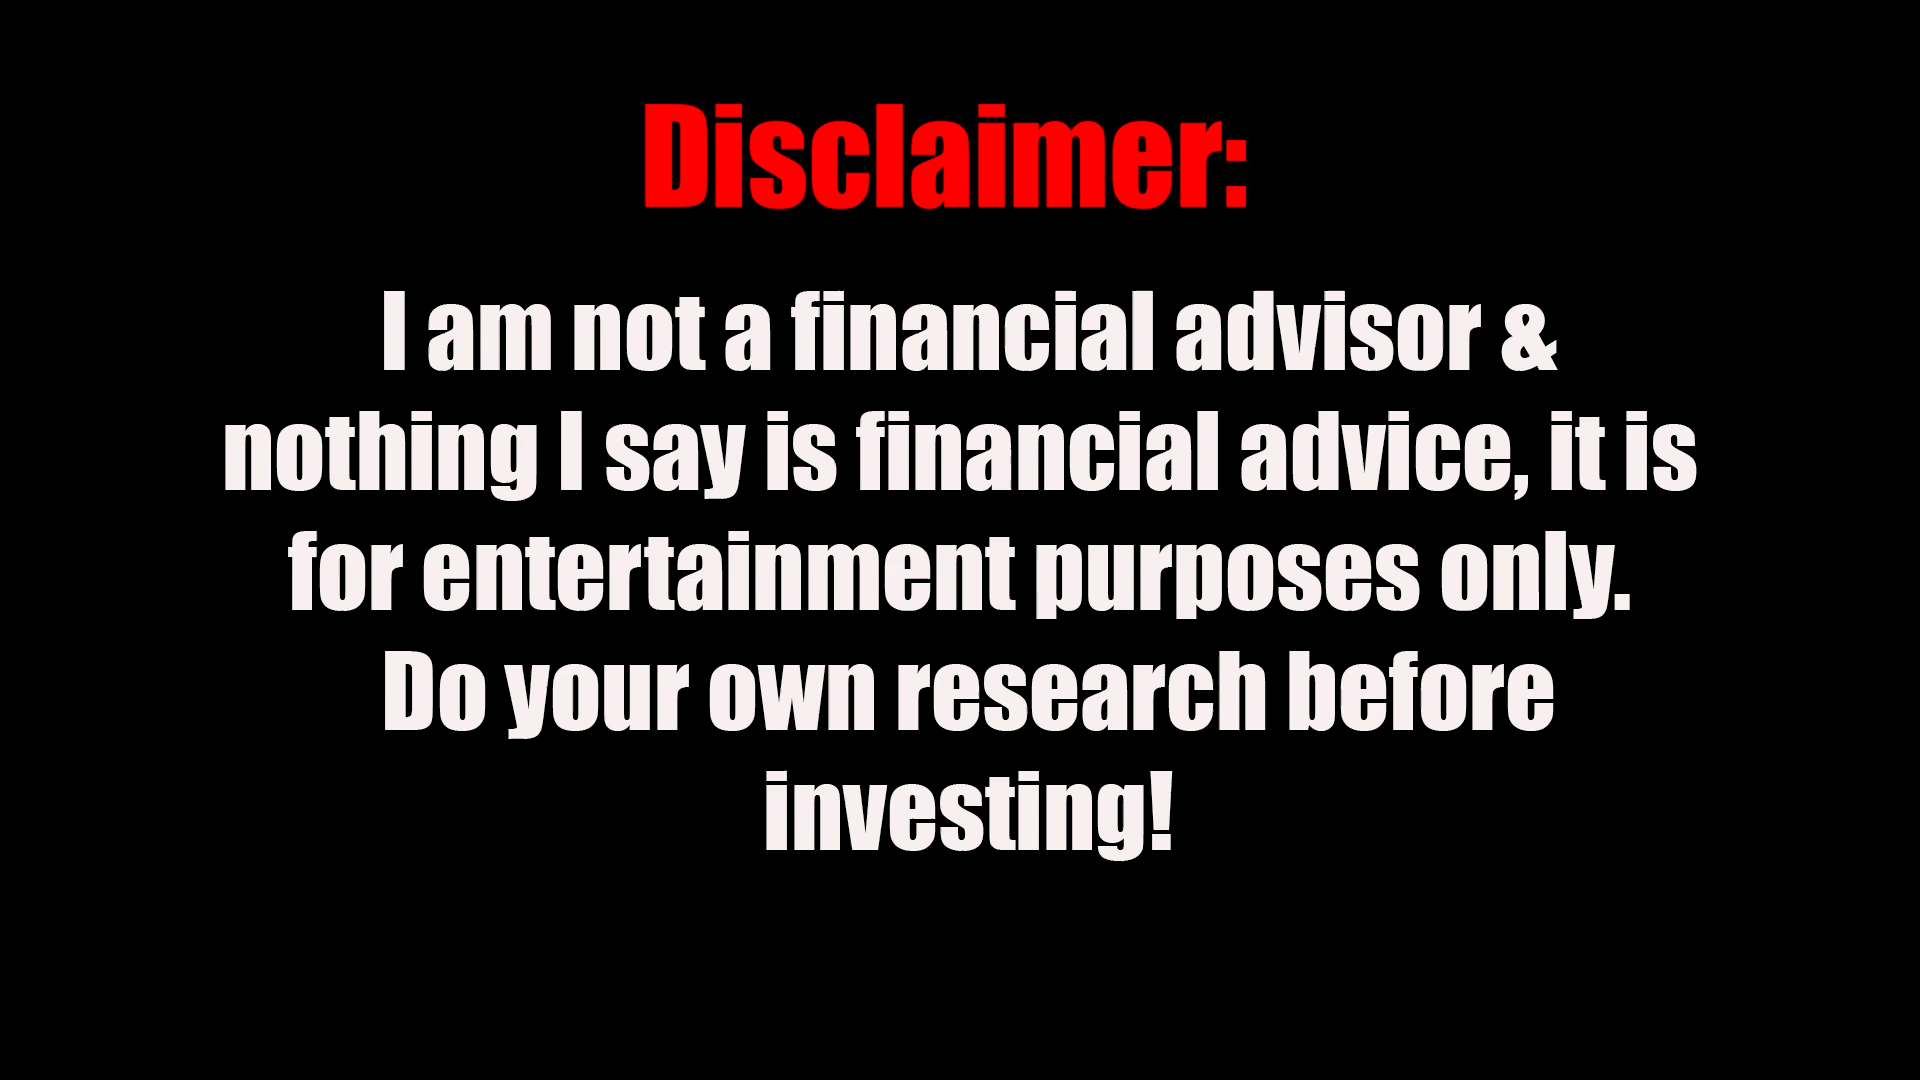 Disclaimer:
I am not a financial advisor &
nothing I say is financial advice, it is
for entertainment purposes only.
Do your own research before
investing!